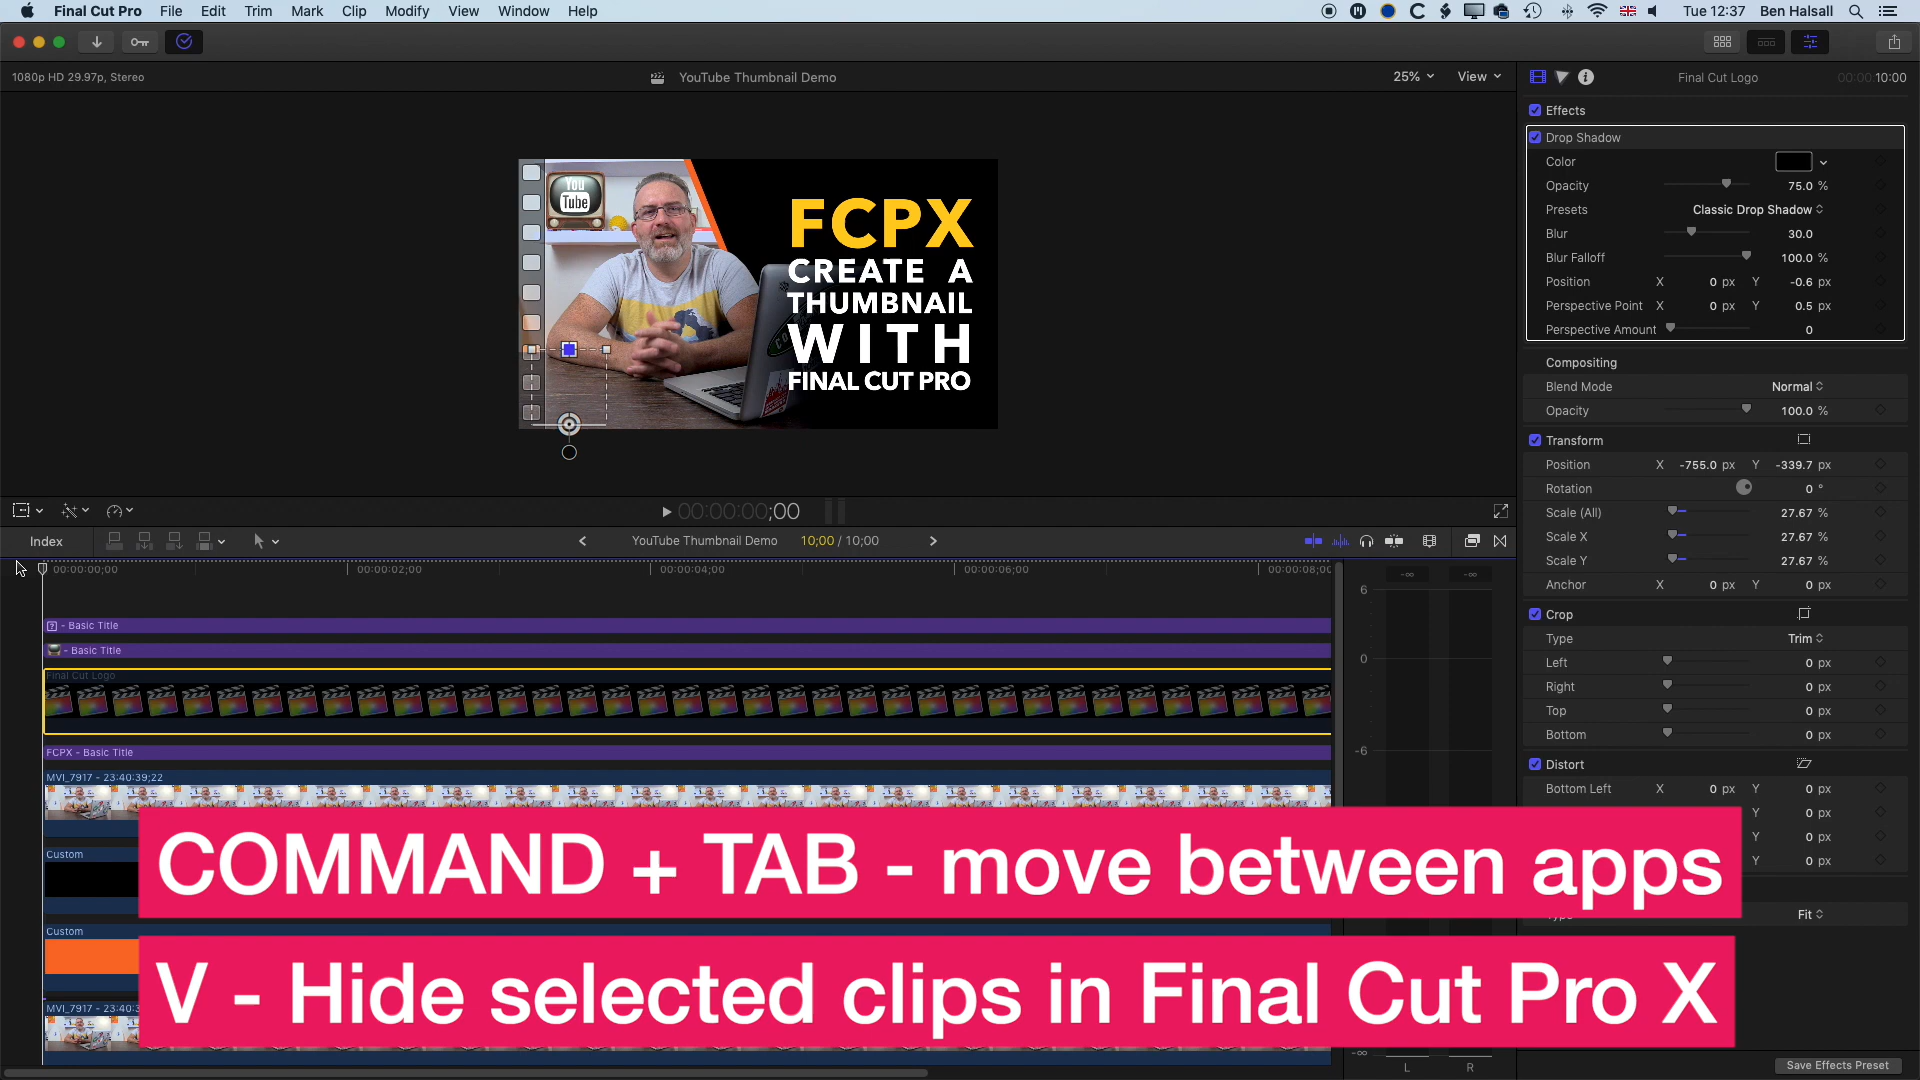 Final Cut Pro File Edit Trim Mark Clip Modify View Window Help Tue 12:37 Ben Halsall
1080p HD 29.97p, Stereo
YouTube Thumbnail Demo
25%
View
Final Cut Logo
00:00:10:00
You
Tube
FCPX
CREATE A
THUMBNAIL
WITH
FINAL CUT PRO
Effects
Drop Shadow
Color
Opacity 75.0 %
Presets Classic Drop Shadow
Blur 30.0
Blur Falloff 100.0 %
Position X 0 px Y -0.6 px
Perspective Point X 0 px Y 0.5 px
Perspective Amount 0
Compositing
Blend Mode Normal
Opacity 100.0 %
Transform
Position X -755.0 px Y -339.7 px
Rotation 0 °
Scale (All) 27.67 %
Scale X 27.67 %
Scale Y 27.67 %
Anchor X 0 px Y 0 px
Crop
Type Trim
Left 0 px
Right 0 px
Top 0 px
Bottom 0 px
Distort
Bottom Left X 0 px Y 0 px
Y 0 px
Y 0 px
Y 0 px
Fit
Save Effects Preset
00:00:00;00
Index
YouTube Thumbnail Demo
10;00 / 10;00
00:00:00;00 00:00:02;00 00:00:04;00 00:00:06;00 00:00:08;00
- Basic Title
- Basic Title
Final Cut Logo
FCPX - Basic Title
MVI_7917 - 23:40:39;22
Custom
Custom
MVI_7917 - 23:40:3
-∞ -∞
6
0
-6
-∞
L R
COMMAND + TAB - move between apps
V - Hide selected clips in Final Cut Pro X